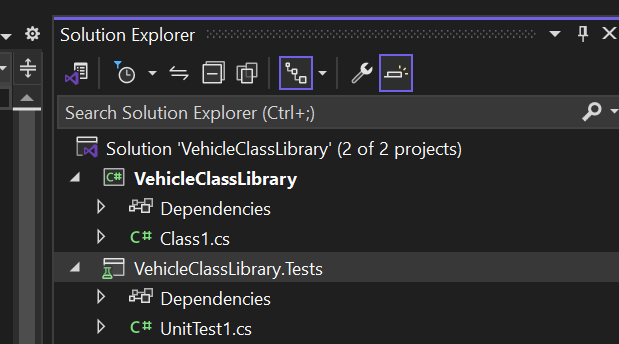 Solution Explorer
Search Solution Explorer (Ctrl+;)
Solution 'VehicleClassLibrary' (2 of 2 projects)
C# VehicleClassLibrary
Dependencies
C# Class1.cs
VehicleClassLibrary.Tests
Dependencies
C# UnitTest1.cs